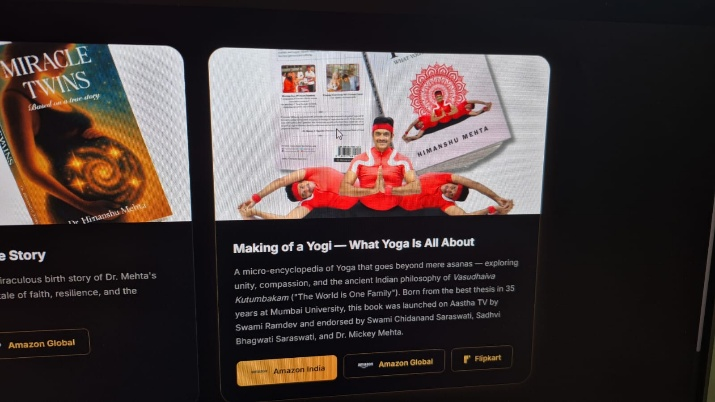 MIRACLE
TWINS
Based on a true story
Dr. Himanshu Mehta
e Story
iraculous birth story of Dr. Mehta's
tale of faith, resilience, and the
Amazon Global
HIMANSHU MEHTA
Making of a Yogi — What Yoga Is All About
A micro-encyclopedia of Yoga that goes beyond mere asanas — exploring
unity, compassion, and the ancient Indian philosophy of Vasudhaiva
Kutumbakam ("The World Is One Family"). Born from the best thesis in 35
years at Mumbai University, this book was launched on Aastha TV by
Swami Ramdev and endorsed by Swami Chidanand Saraswati, Sadhvi
Bhagwati Saraswati, and Dr. Mickey Mehta.
Amazon India
Amazon Global
Flipkart